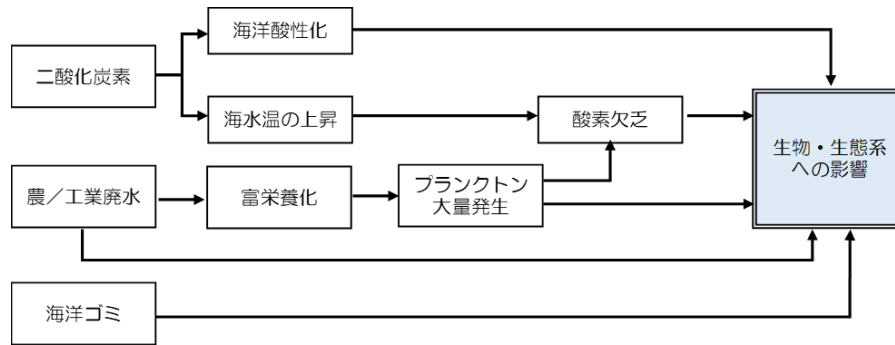 海洋酸性化
二酸化炭素
海水温の上昇
酸素欠乏
生物・生態系
への影響
農／工業廃水
富栄養化
プランクトン
大量発生
海洋ゴミ